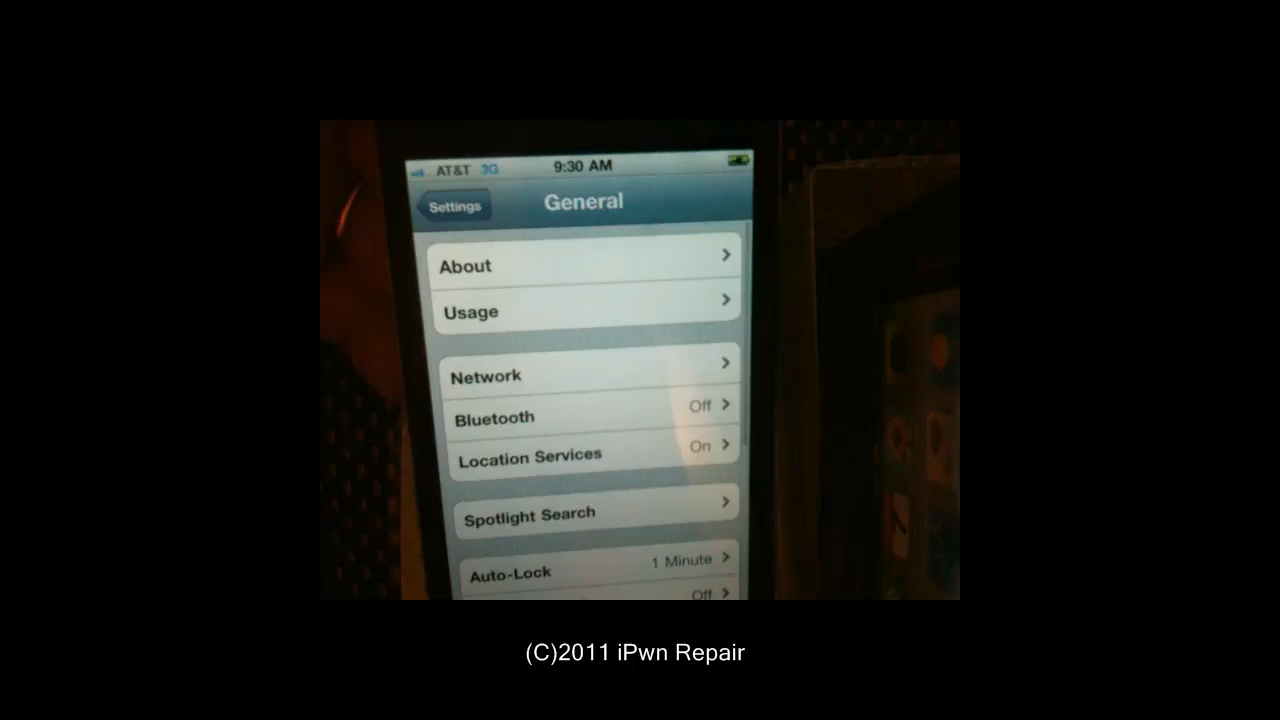 AT&T 3G 9:30 AM
Settings General
About
Usage
Network
Bluetooth Off
Location Services On
Spotlight Search
Auto-Lock 1 Minute
Off
(C)2011 iPwn Repair